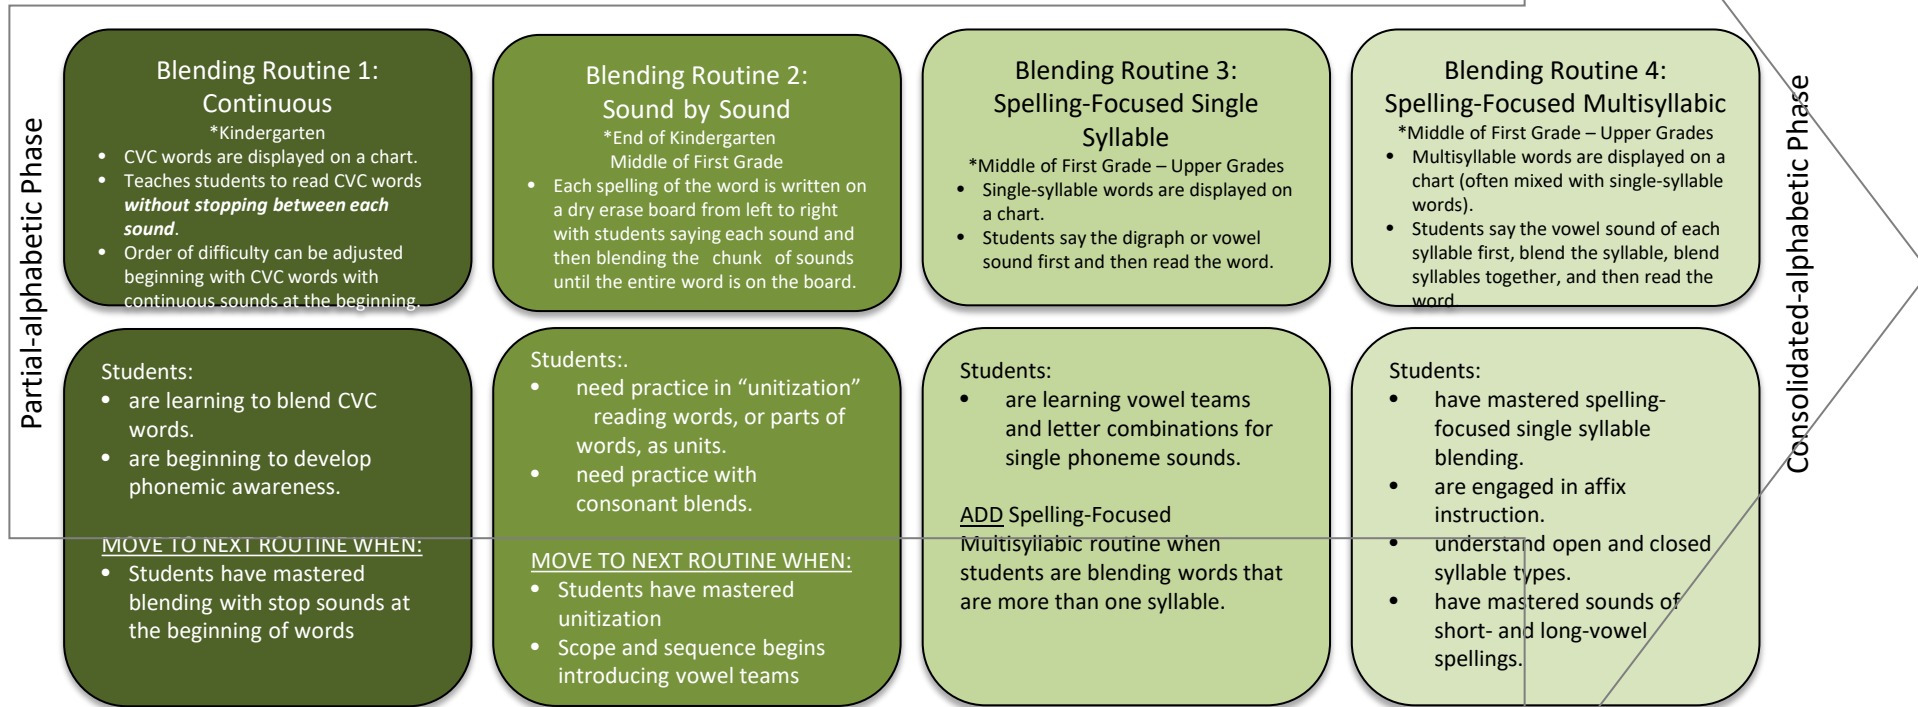 Partial-alphabetic Phase
Blending Routine 1:
Continuous
*Kindergarten
• CVC words are displayed on a chart.
• Teaches students to read CVC words
without stopping between each
sound.
• Order of difficulty can be adjusted
beginning with CVC words with
continuous sounds at the beginning.
Students:
• are learning to blend CVC
words.
• are beginning to develop
phonemic awareness.
MOVE TO NEXT ROUTINE WHEN:
• Students have mastered
blending with stop sounds at
the beginning of words
Blending Routine 2:
Sound by Sound
*End of Kindergarten
Middle of First Grade
• Each spelling of the word is written on
a dry erase board from left to right
with students saying each sound and
then blending the chunk of sounds
until the entire word is on the board.
Students:.
• need practice in “unitization”
reading words, or parts of
words, as units.
• need practice with
consonant blends.
MOVE TO NEXT ROUTINE WHEN:
• Students have mastered
unitization
• Scope and sequence begins
introducing vowel teams
Blending Routine 3:
Spelling-Focused Single
Syllable
*Middle of First Grade – Upper Grades
• Single-syllable words are displayed on
a chart.
• Students say the digraph or vowel
sound first and then read the word.
Students:
• are learning vowel teams
and letter combinations for
single phoneme sounds.
ADD Spelling-Focused
Multisyllabic routine when
students are blending words that
are more than one syllable.
Blending Routine 4:
Spelling-Focused Multisyllabic
*Middle of First Grade – Upper Grades
• Multisyllable words are displayed on a
chart (often mixed with single-syllable
words).
• Students say the vowel sound of each
syllable first, blend the syllable, blend
syllables together, and then read the
word.
Students:
• have mastered spelling-
focused single syllable
blending.
• are engaged in affix
instruction.
• understand open and closed
syllable types.
• have mastered sounds of
short- and long-vowel
spellings.
Consolidated-alphabetic Phase